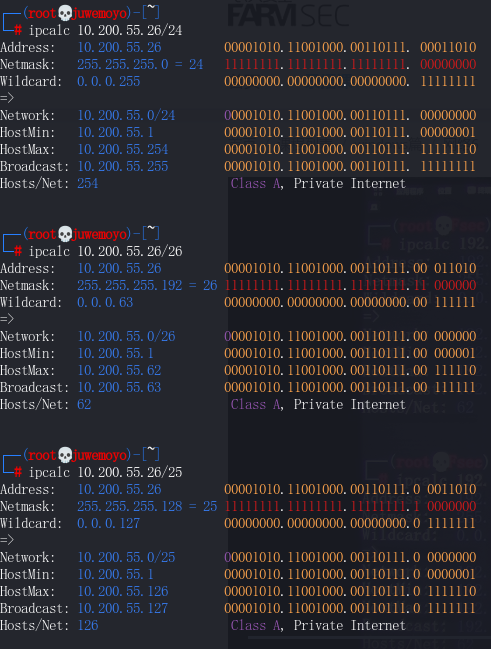 FARM SEC
┌──(root💀juwemoyo)-[~]
└─# ipcalc 10.200.55.26/24
Address:   10.200.55.26         00001010.11001000.00110111. 00011010
Netmask:   255.255.255.0 = 24   11111111.11111111.11111111. 00000000
Wildcard:  0.0.0.255            00000000.00000000.00000000. 11111111
=>
Network:   10.200.55.0/24       00001010.11001000.00110111. 00000000
HostMin:   10.200.55.1          00001010.11001000.00110111. 00000001
HostMax:   10.200.55.254        00001010.11001000.00110111. 11111110
Broadcast: 10.200.55.255        00001010.11001000.00110111. 11111111
Hosts/Net: 254                   Class A, Private Internet
┌──(root💀juwemoyo)-[~]
└─# ipcalc 10.200.55.26/26
Address:   10.200.55.26         00001010.11001000.00110111.00 011010
Netmask:   255.255.255.192 = 26 11111111.11111111.11111111.11 000000
Wildcard:  0.0.0.63             00000000.00000000.00000000.00 111111
=>
Network:   10.200.55.0/26       00001010.11001000.00110111.00 000000
HostMin:   10.200.55.1          00001010.11001000.00110111.00 000001
HostMax:   10.200.55.62         00001010.11001000.00110111.00 111110
Broadcast: 10.200.55.63         00001010.11001000.00110111.00 111111
Hosts/Net: 62                    Class A, Private Internet
┌──(root💀juwemoyo)-[~]
└─# ipcalc 10.200.55.26/25
Address:   10.200.55.26         00001010.11001000.00110111.0 0011010
Netmask:   255.255.255.128 = 25 11111111.11111111.11111111.1 0000000
Wildcard:  0.0.0.127            00000000.00000000.00000000.0 1111111
=>
Network:   10.200.55.0/25       00001010.11001000.00110111.0 0000000
HostMin:   10.200.55.1          00001010.11001000.00110111.0 0000001
HostMax:   10.200.55.126        00001010.11001000.00110111.0 1111110
Broadcast: 10.200.55.127        00001010.11001000.00110111.0 1111111
Hosts/Net: 126                   Class A, Private Internet